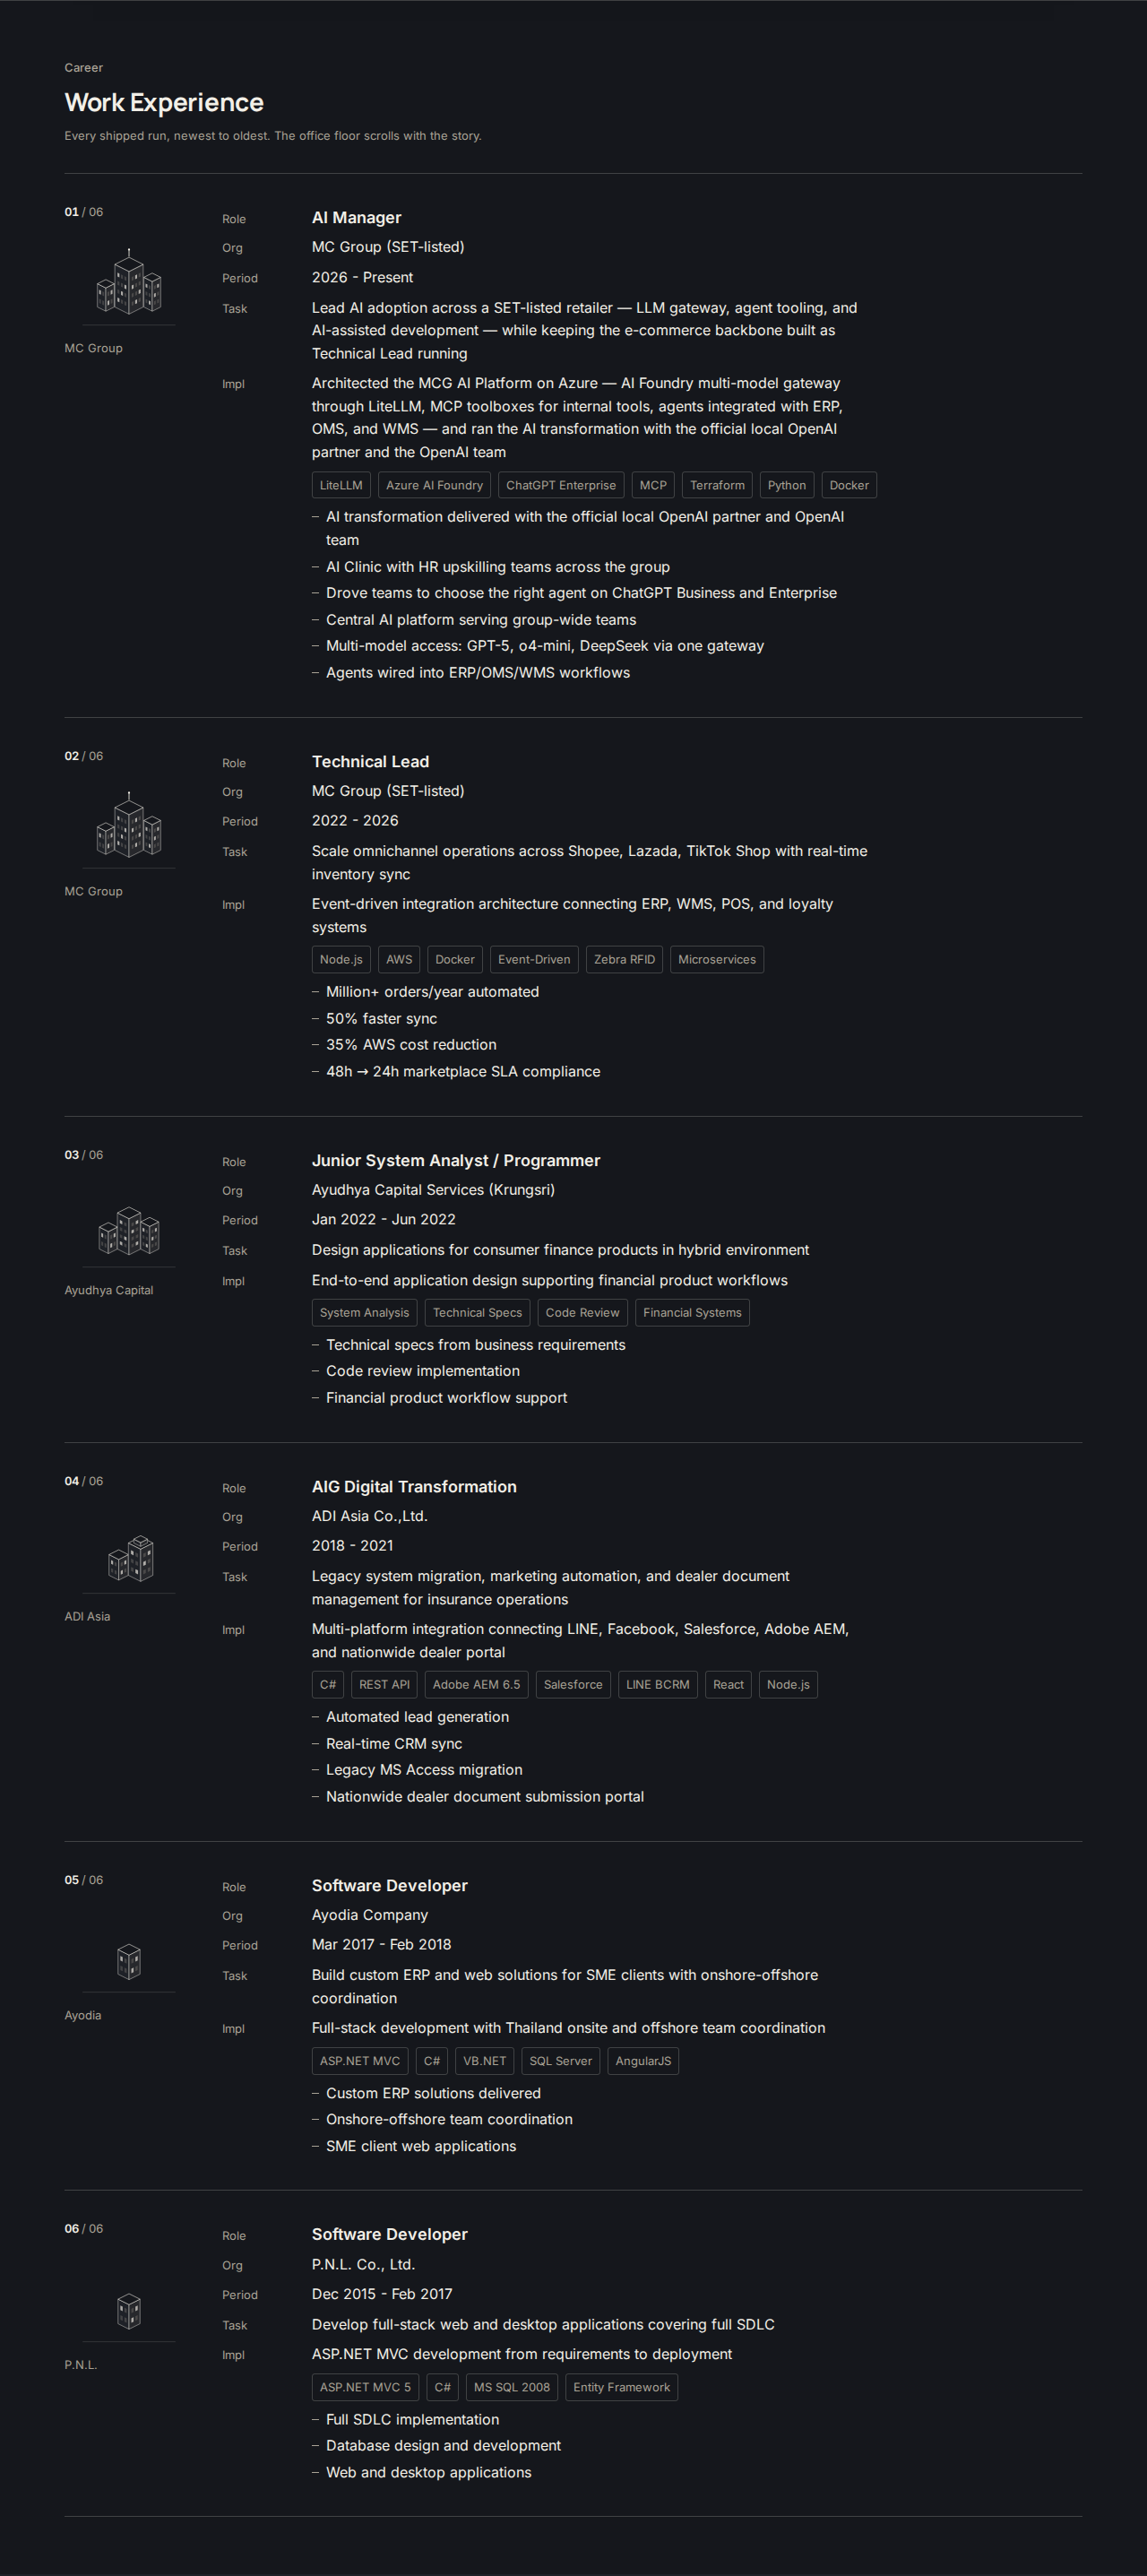 Career
Work Experience
Every shipped run, newest to oldest. The office floor scrolls with the story.
01 / 06
MC Group
Role AI Manager
Org MC Group (SET-listed)
Period 2026 - Present
Task Lead AI adoption across a SET-listed retailer — LLM gateway, agent tooling, and
AI-assisted development — while keeping the e-commerce backbone built as
Technical Lead running
Impl Architected the MCG AI Platform on Azure — AI Foundry multi-model gateway
through LiteLLM, MCP toolboxes for internal tools, agents integrated with ERP,
OMS, and WMS — and ran the AI transformation with the official local OpenAI
partner and the OpenAI team
LiteLLM Azure AI Foundry ChatGPT Enterprise MCP Terraform Python Docker
– AI transformation delivered with the official local OpenAI partner and OpenAI
team
– AI Clinic with HR upskilling teams across the group
– Drove teams to choose the right agent on ChatGPT Business and Enterprise
– Central AI platform serving group-wide teams
– Multi-model access: GPT-5, o4-mini, DeepSeek via one gateway
– Agents wired into ERP/OMS/WMS workflows
02 / 06
MC Group
Role Technical Lead
Org MC Group (SET-listed)
Period 2022 - 2026
Task Scale omnichannel operations across Shopee, Lazada, TikTok Shop with real-time
inventory sync
Impl Event-driven integration architecture connecting ERP, WMS, POS, and loyalty
systems
Node.js AWS Docker Event-Driven Zebra RFID Microservices
– Million+ orders/year automated
– 50% faster sync
– 35% AWS cost reduction
– 48h → 24h marketplace SLA compliance
03 / 06
Ayudhya Capital
Role Junior System Analyst / Programmer
Org Ayudhya Capital Services (Krungsri)
Period Jan 2022 - Jun 2022
Task Design applications for consumer finance products in hybrid environment
Impl End-to-end application design supporting financial product workflows
System Analysis Technical Specs Code Review Financial Systems
– Technical specs from business requirements
– Code review implementation
– Financial product workflow support
04 / 06
ADI Asia
Role AIG Digital Transformation
Org ADI Asia Co.,Ltd.
Period 2018 - 2021
Task Legacy system migration, marketing automation, and dealer document
management for insurance operations
Impl Multi-platform integration connecting LINE, Facebook, Salesforce, Adobe AEM,
and nationwide dealer portal
C# REST API Adobe AEM 6.5 Salesforce LINE BCRM React Node.js
– Automated lead generation
– Real-time CRM sync
– Legacy MS Access migration
– Nationwide dealer document submission portal
05 / 06
Ayodia
Role Software Developer
Org Ayodia Company
Period Mar 2017 - Feb 2018
Task Build custom ERP and web solutions for SME clients with onshore-offshore
coordination
Impl Full-stack development with Thailand onsite and offshore team coordination
ASP.NET MVC C# VB.NET SQL Server AngularJS
– Custom ERP solutions delivered
– Onshore-offshore team coordination
– SME client web applications
06 / 06
P.N.L.
Role Software Developer
Org P.N.L. Co., Ltd.
Period Dec 2015 - Feb 2017
Task Develop full-stack web and desktop applications covering full SDLC
Impl ASP.NET MVC development from requirements to deployment
ASP.NET MVC 5 C# MS SQL 2008 Entity Framework
– Full SDLC implementation
– Database design and development
– Web and desktop applications